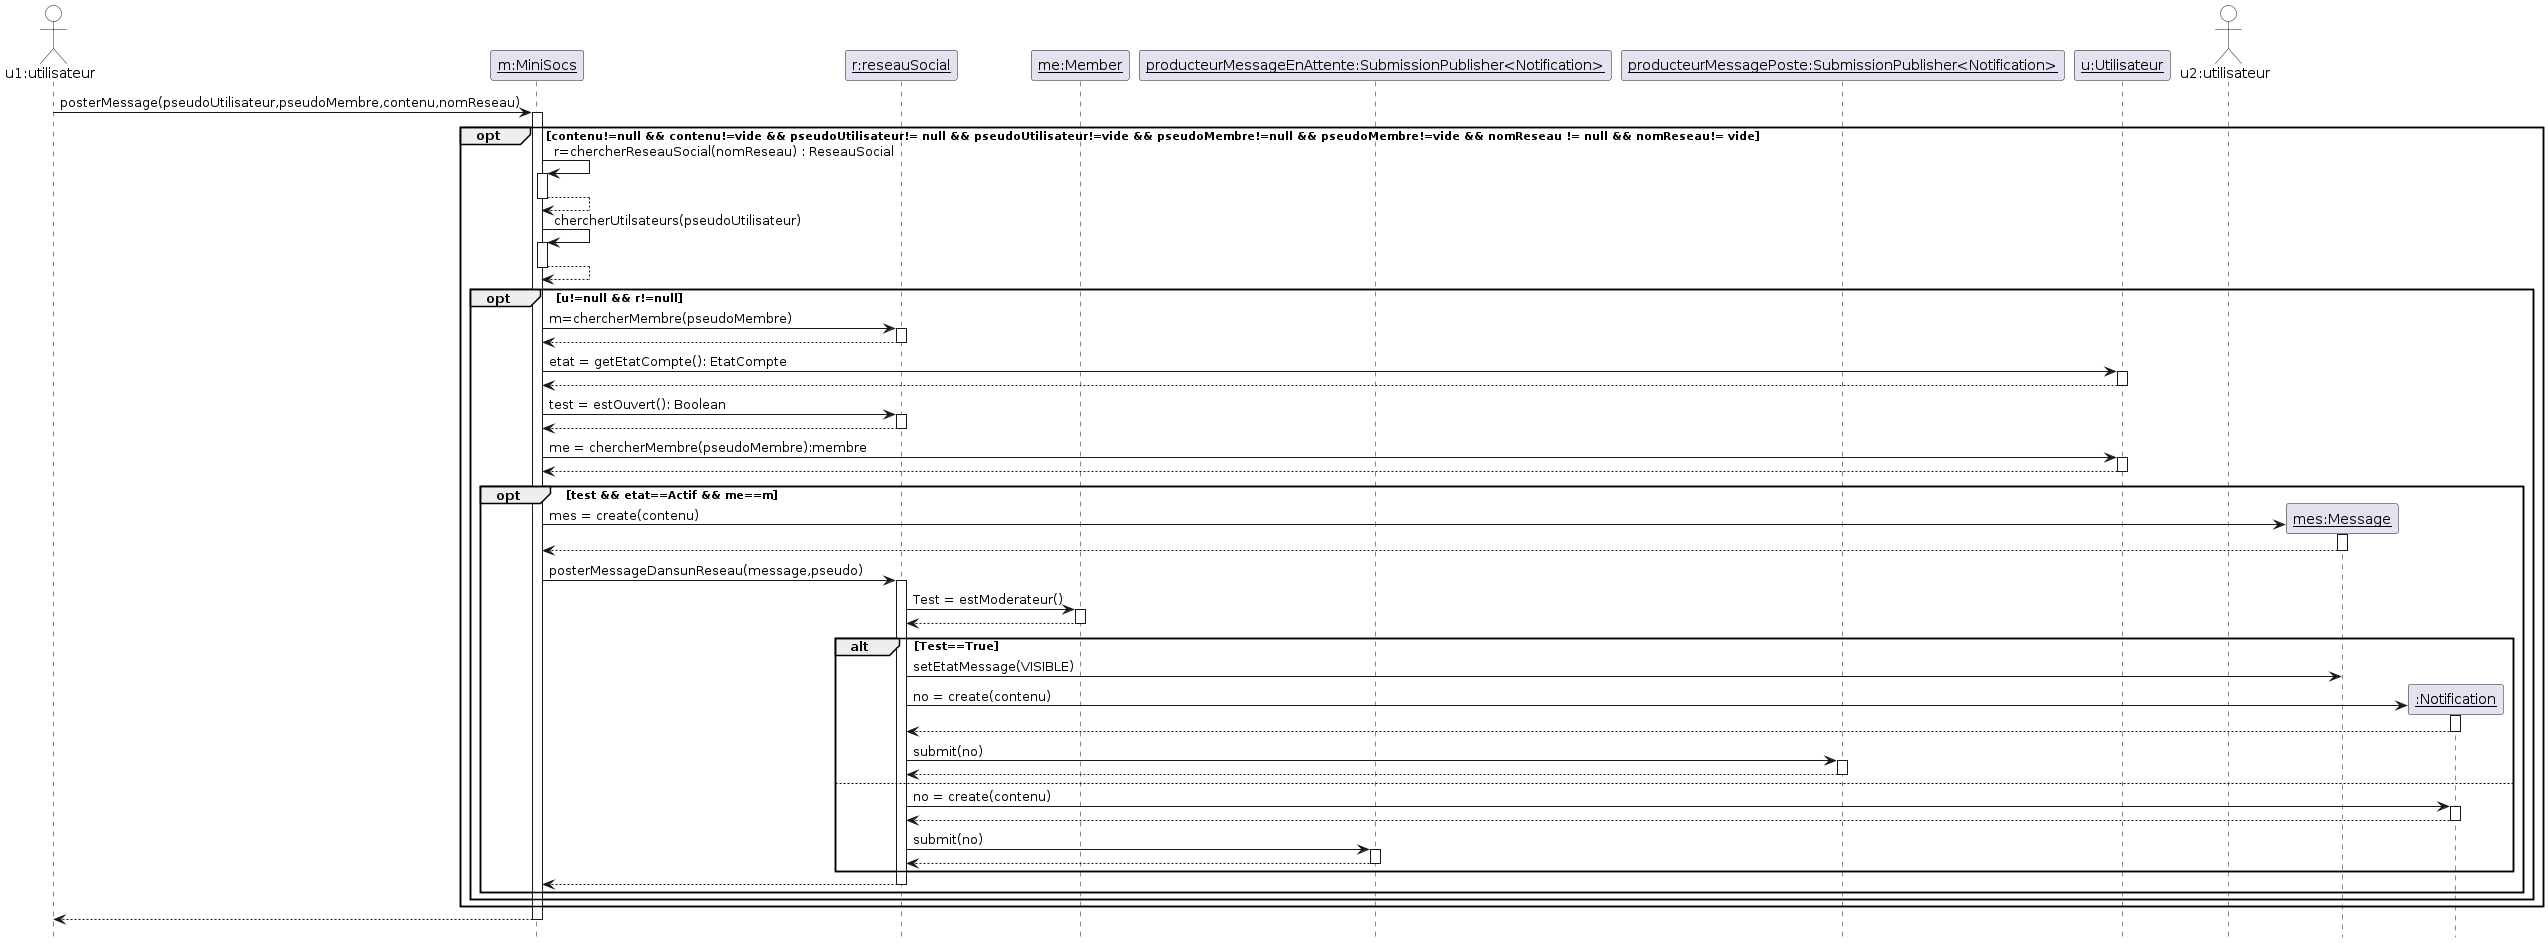 u1:utilisateur
m:MiniSocs
r:reseauSocial
me:Member
producteurMessageEnAttente:SubmissionPublisher<Notification>
producteurMessagePoste:SubmissionPublisher<Notification>
u:Utilisateur
u2:utilisateur
posterMessage(pseudoUtilisateur,pseudoMembre,contenu,nomReseau)
opt [contenu!=null && contenu!=vide && pseudoUtilisateur!= null && pseudoUtilisateur!=vide && pseudoMembre!=null && pseudoMembre!=vide && nomReseau != null && nomReseau!= vide]
r=chercherReseauSocial(nomReseau) : ReseauSocial
chercherUtilsateurs(pseudoUtilisateur)
opt [u!=null && r!=null]
m=chercherMembre(pseudoMembre)
etat = getEtatCompte(): EtatCompte
test = estOuvert(): Boolean
me = chercherMembre(pseudoMembre):membre
opt [test && etat==Actif && me==m]
mes = create(contenu)
mes:Message
posterMessageDansunReseau(message,pseudo)
Test = estModerateur()
alt [Test==True]
setEtatMessage(VISIBLE)
no = create(contenu)
:Notification
submit(no)
no = create(contenu)
submit(no)